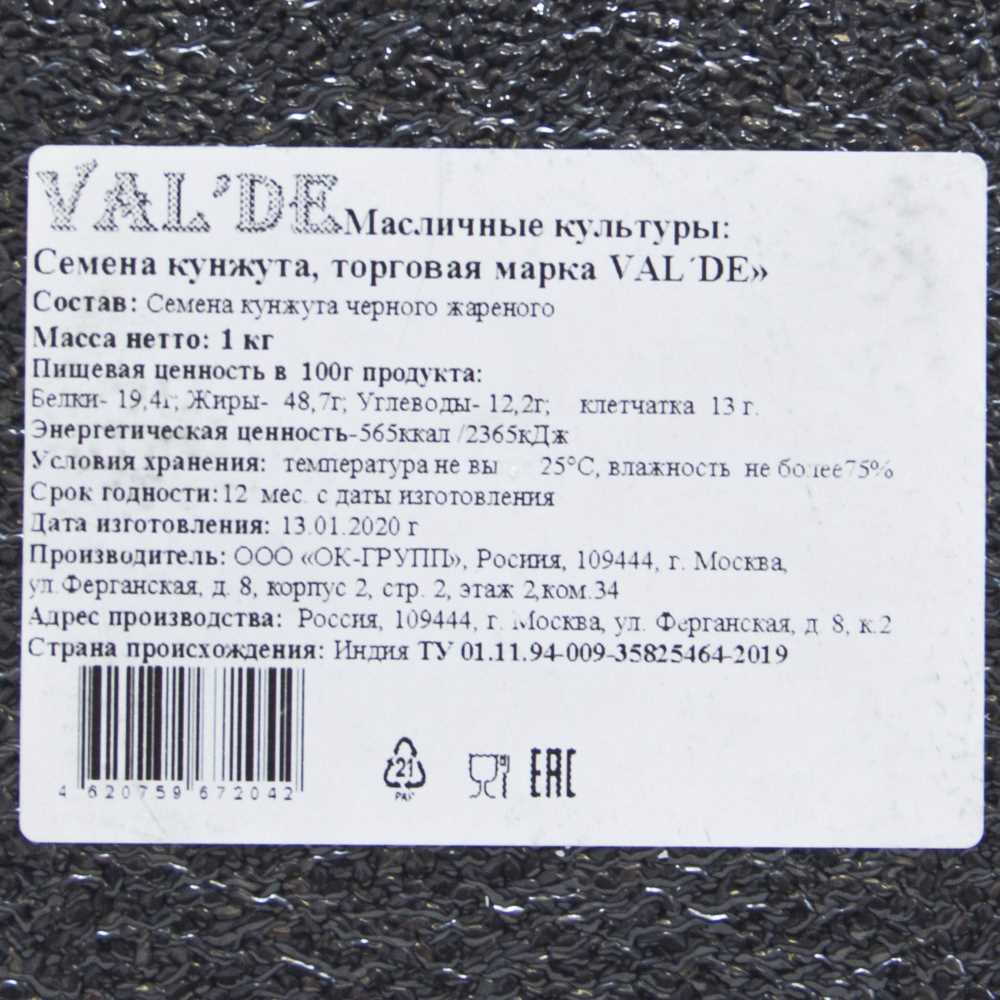 VAL'DE Масличные культуры:
Семена кунжута, торговая марка VAL´DE»
Состав: Семена кунжута черного жареного
Масса нетто: 1 кг
Пищевая ценность в 100г продукта:
Белки- 19,4г; Жиры- 48,7г; Углеводы- 12,2г; клетчатка 13 г.
Энергетическая ценность-565ккал /2365кДж
Условия хранения: температура не вы 25°С, влажность не более75%
Срок годности:12 мес. с даты изготовления
Дата изготовления: 13.01.2020 г
Производитель: ООО «ОК-ГРУПП», Росиия, 109444, г. Москва,
ул.Ферганская, д. 8, корпус 2, стр. 2, этаж 2,ком.34
Адрес производства: Россия, 109444, г. Москва, ул. Ферганская, д. 8, к.2
Страна происхождения: Индия ТУ 01.11.94-009-35825464-2019
21
PAP
EAC
4 620759 672042